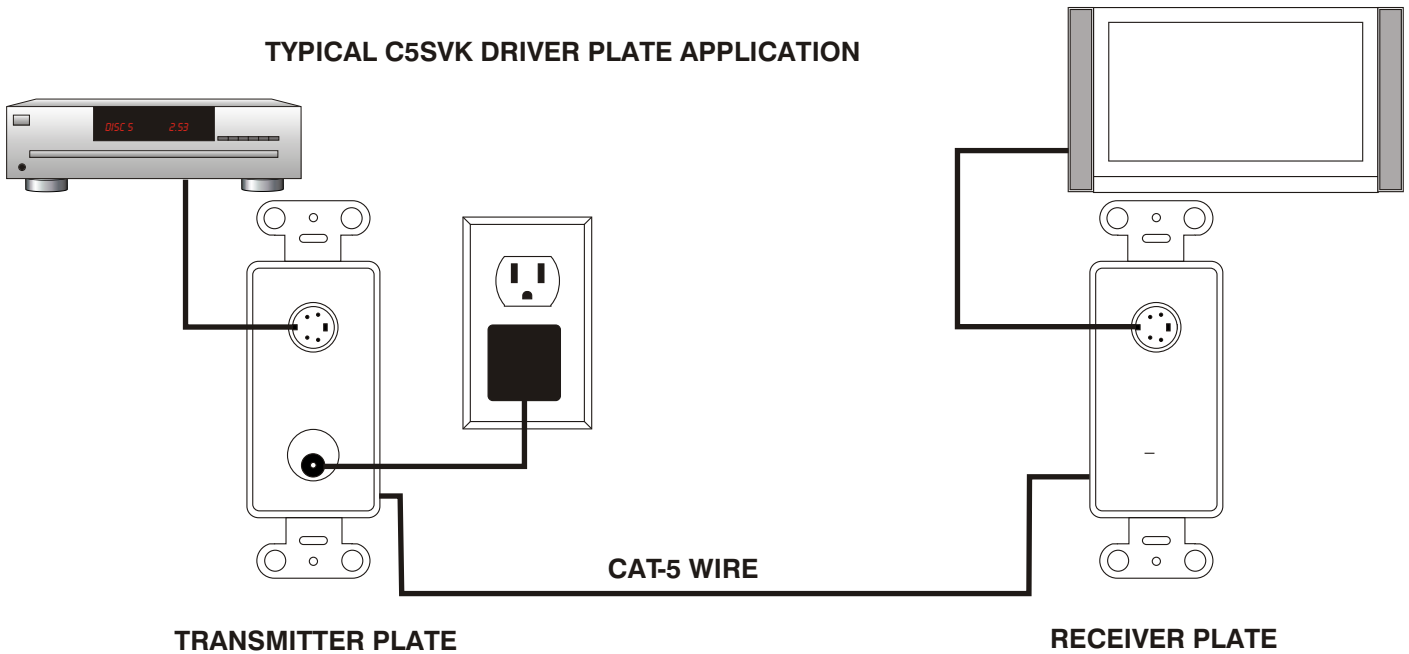 TYPICAL C5SVK DRIVER PLATE APPLICATION
DISC 5 2:53
CAT-5 WIRE
TRANSMITTER PLATE
RECEIVER PLATE